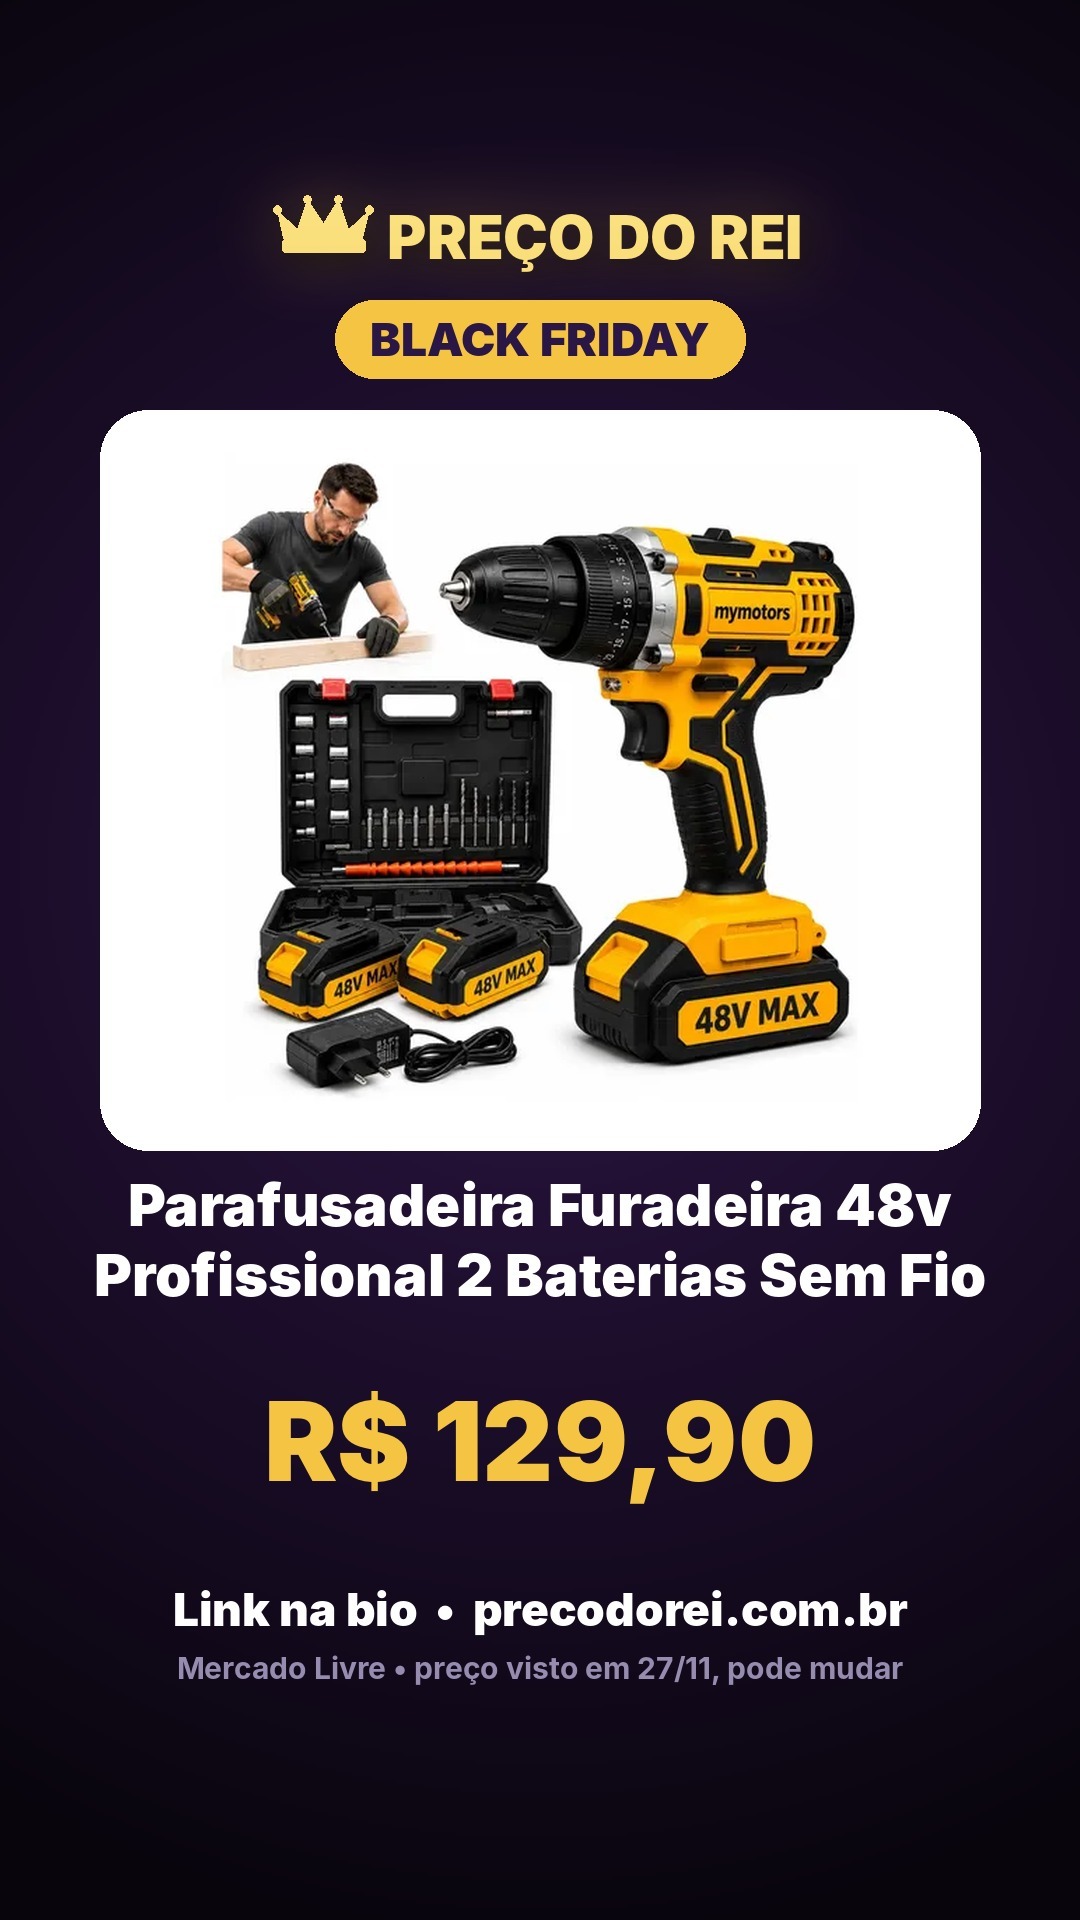 PREÇO DO REI
BLACK FRIDAY
mymotors
48V MAX
48V MAX
48V MAX
Parafusadeira Furadeira 48v
Profissional 2 Baterias Sem Fio
R$ 129,90
Link na bio • precodorei.com.br
Mercado Livre • preço visto em 27/11, pode mudar